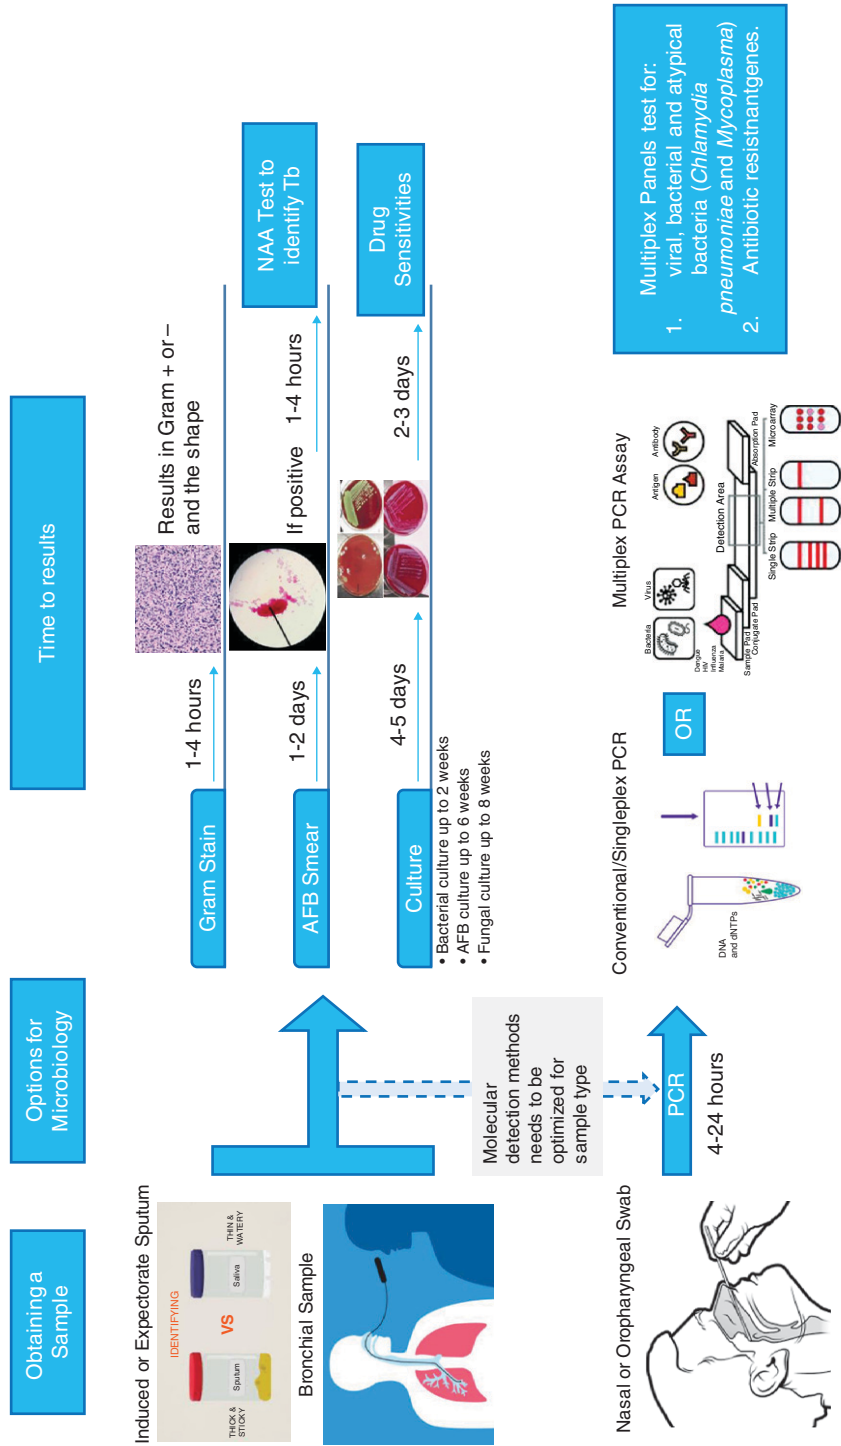 Obtaining a
Sample
Options for
Microbiology
Time to results
Induced or Expectorate Sputum
IDENTIFYING
THICK &
STICKY
Sputum
VS
Saliva
THIN &
WATERY
Bronchial Sample
Gram Stain
1-4 hours
Results in Gram + or –
and the shape
AFB Smear
1-2 days
If positive
1-4 hours
NAA Test to
identify Tb
Culture
4-5 days
2-3 days
Drug
Sensitivities
• Bacterial culture up to 2 weeks
• AFB culture up to 6 weeks
• Fungal culture up to 8 weeks
Molecular
detection methods
needs to be
optimized for
sample type
Nasal or Oropharyngeal Swab
PCR
4-24 hours
Conventional/Singleplex PCR
DNA
and dNTPs
OR
Multiplex PCR Assay
Bacteria
Virus
Antigen
Antibody
Dengue
HIV
Influenza
Malaria
Detection Area
Sample Pad
Conjugate Pad
Absorption Pad
Single Strip
Multiple Strip
Microarray
Multiplex Panels test for:
1. viral, bacterial and atypical
bacteria (Chlamydia
pneumoniae and Mycoplasma)
2. Antibiotic resistnantgenes.